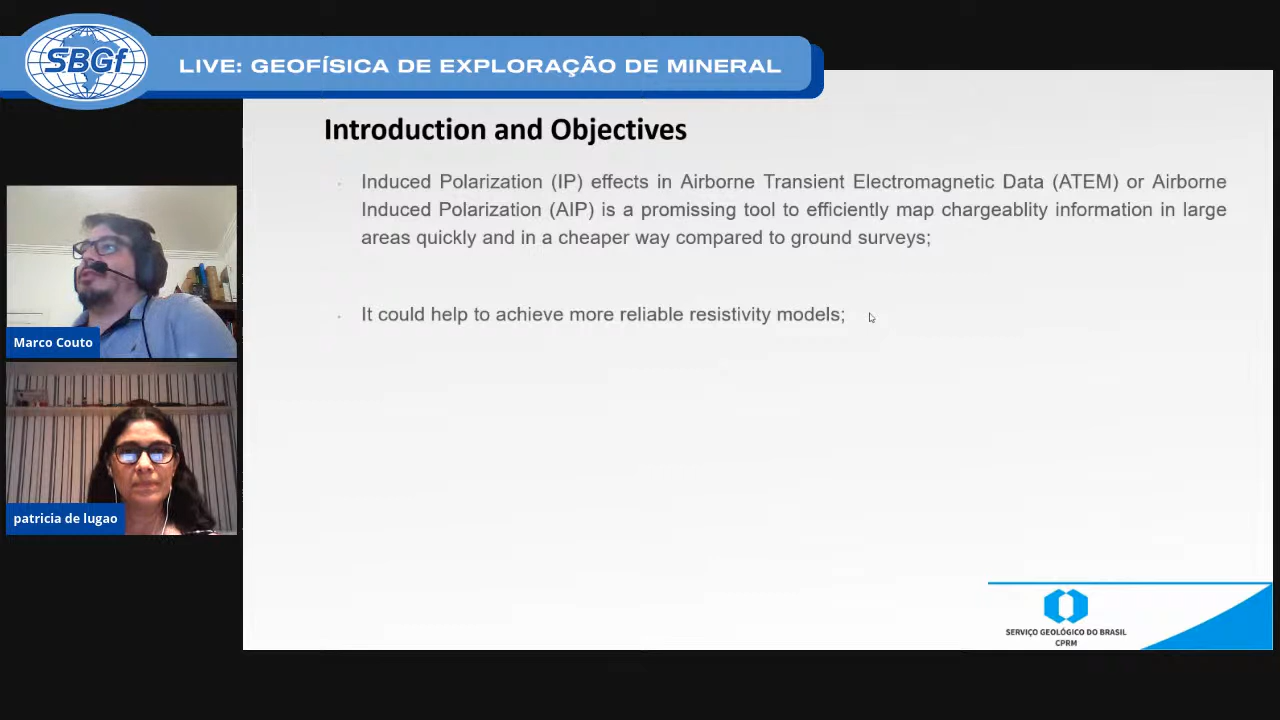 SBGf
LIVE: GEOFÍSICA DE EXPLORAÇÃO DE MINERAL
Introduction and Objectives
Induced Polarization (IP) effects in Airborne Transient Electromagnetic Data (ATEM) or Airborne
Induced Polarization (AIP) is a promissing tool to efficiently map chargeablity information in large
areas quickly and in a cheaper way compared to ground surveys;
It could help to achieve more reliable resistivity models;
Marco Couto
patricia de lugao
SERVIÇO GEOLÓGICO DO BRASIL
CPRM